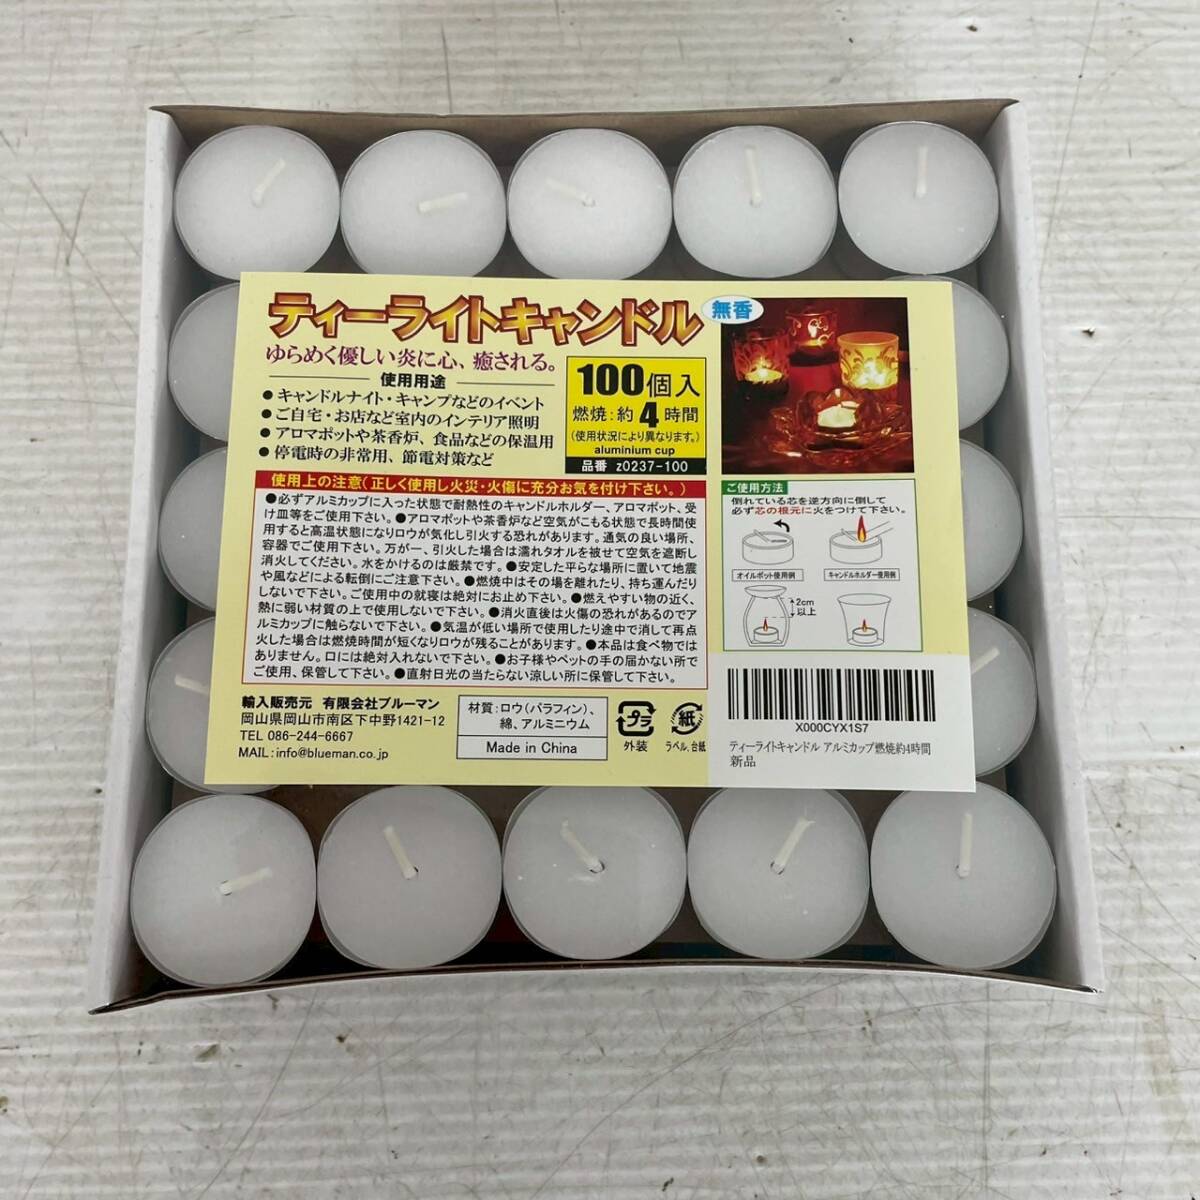 ティーライトキャンドル
無香
ゆらめく優しい炎に心、癒される。
使用用途
●キャンドルナイト・キャンプなどのイベント
●ご自宅・お店など室内のインテリア照明
●アロマポットや茶香炉、食品などの保温用
●停電時の非常用、節電対策など
100個入
燃焼:約4時間
(使用状況により異なります。)
aluminium cup
品番 z0237-100
使用上の注意(正しく使用し火災・火傷に充分お気を付け下さい。)
●必ずアルミカップに入った状態で耐熱性のキャンドルホルダー、アロマポット、受
け皿等をご使用下さい。●アロマポットや茶香炉など空気がこもる状態で長時間使
用すると高温状態になりロウが気化し引火する恐れがあります。通気の良い場所、
容器でご使用下さい。万が一、引火した場合は濡れタオルを被せて空気を遮断し
消火してください。水をかけるのは厳禁です。●安定した平らな場所に置いて地震
や風などによる転倒にご注意下さい。●燃焼中はその場を離れたり、持ち運んだり
しないで下さい。ご使用中の就寝は絶対にお止め下さい。●燃えやすい物の近く、
熱に弱い材質の上で使用しないで下さい。●消火直後は火傷の恐れがあるのでア
ルミカップに触らないで下さい。●気温が低い場所で使用したり途中で消して再点
火した場合は燃焼時間が短くなりロウが残ることがあります。●本品は食べ物では
ありません。口には絶対入れないで下さい。●お子様やペットの手の届かない所で
ご使用、保管して下さい。●直射日光の当たらない涼しい所に保管して下さい。
ご使用方法
倒れている芯を逆方向に倒して
必ず芯の根元に火をつけて下さい。
オイルポット使用例
キャンドルホルダー使用例
2cm
以上
輸入販売元 有限会社ブルーマン
岡山県岡山市南区下中野1421-12
TEL 086-244-6667
MAIL:info@blueman.co.jp
材質:ロウ(パラフィン)、
綿、アルミニウム
Made in China
プラ
外装
紙
ラベル、台紙
X000CYX1S7
ティーライトキャンドル アルミカップ燃焼約4時間
新品